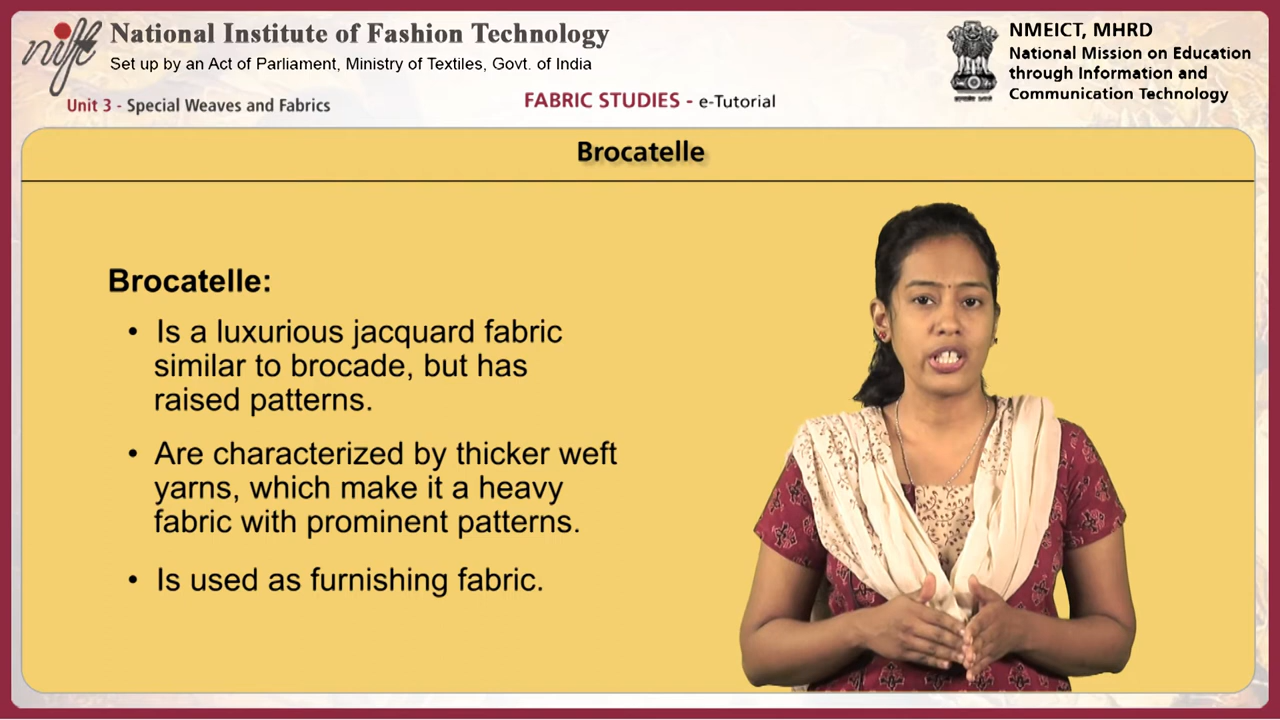 nift
National Institute of Fashion Technology
Set up by an Act of Parliament, Ministry of Textiles, Govt. of India
Unit 3 - Special Weaves and Fabrics
FABRIC STUDIES - e-Tutorial
NMEICT, MHRD
National Mission on Education
through Information and
Communication Technology
Brocatelle
Brocatelle:
• Is a luxurious jacquard fabric
similar to brocade, but has
raised patterns.
• Are characterized by thicker weft
yarns, which make it a heavy
fabric with prominent patterns.
• Is used as furnishing fabric.